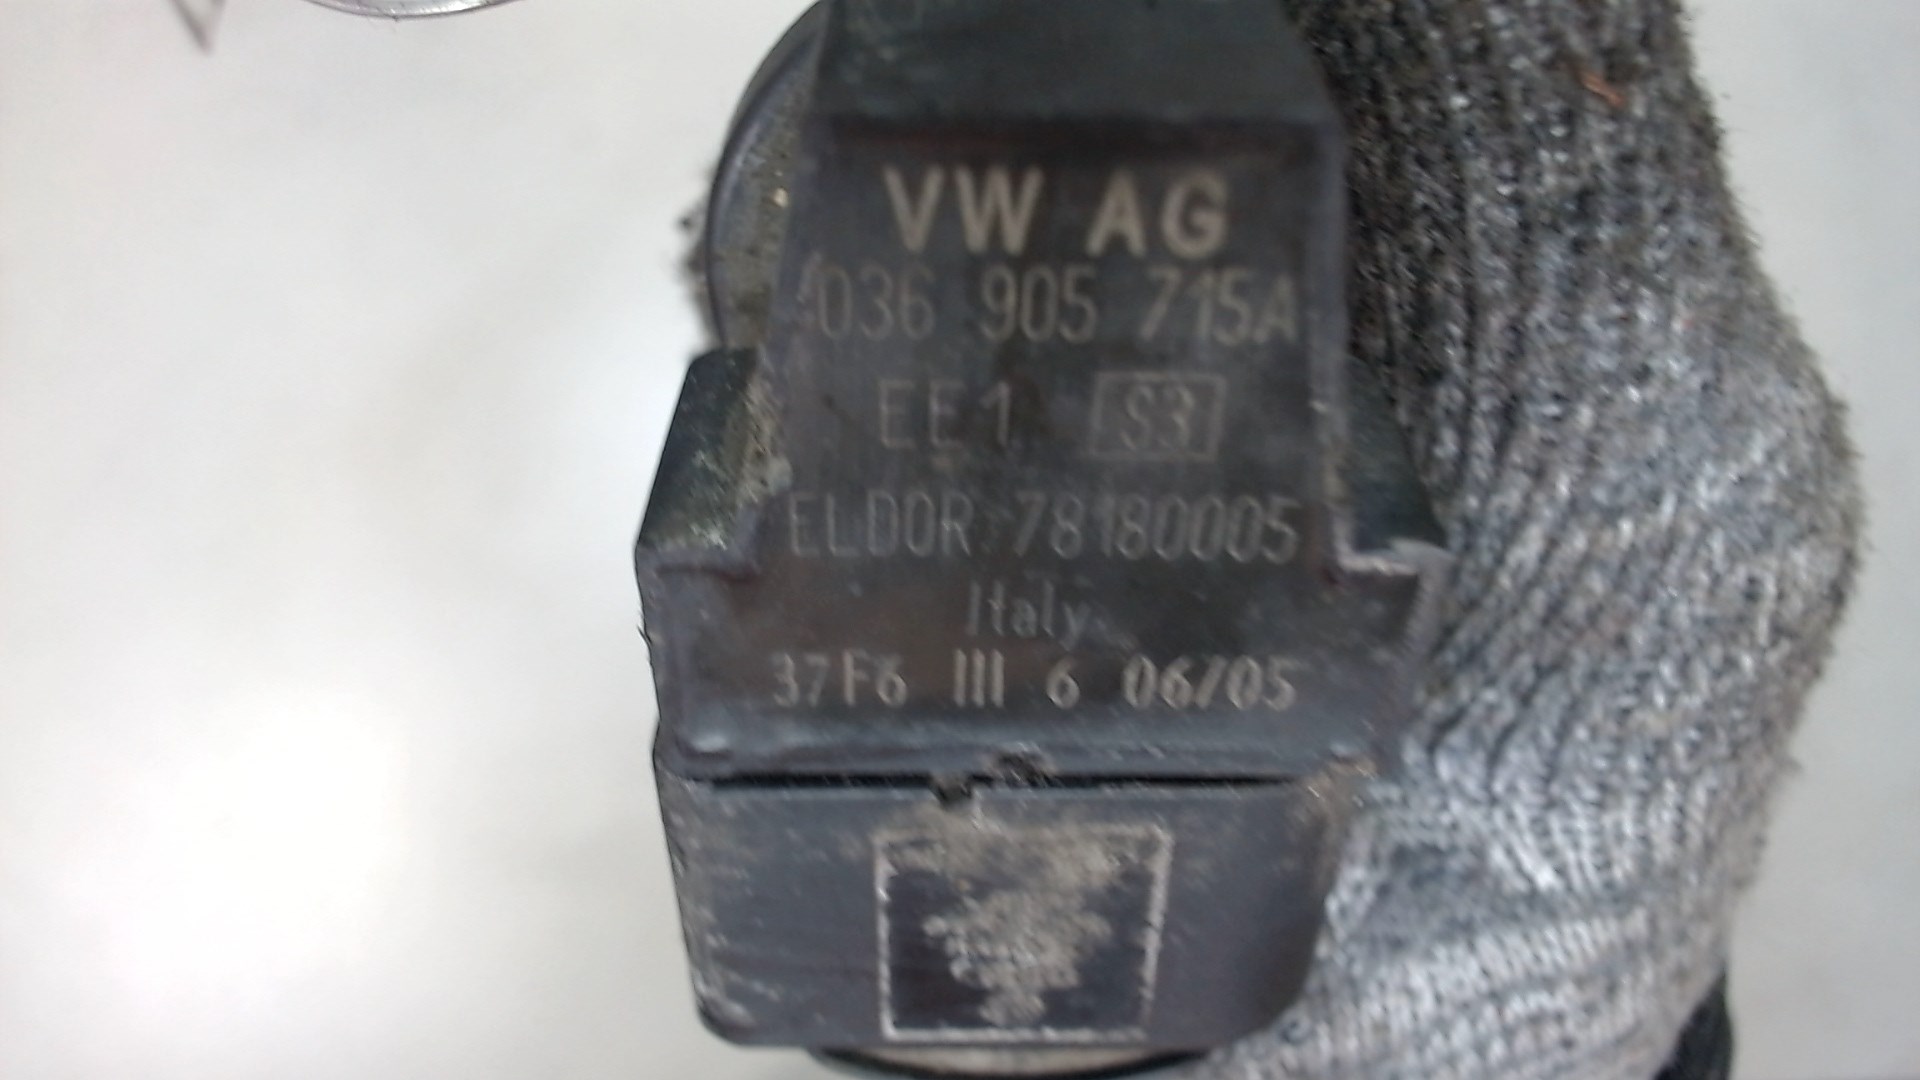 VW AG
036 905 715A
EE1 S3
ELDOR 78180005
Italy
37F6 III 6 06/05